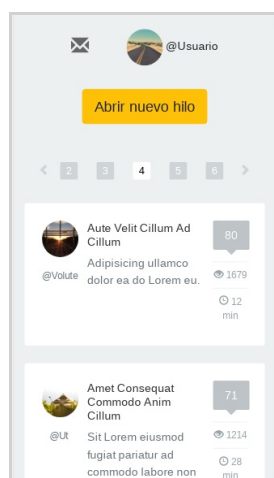 @Usuario
Abrir nuevo hilo
2 3 4 5 6
Aute Velit Cillum Ad
Cillum
80
Adipisicing ullamco
dolor ea do Lorem eu.
@Volute
1679
12
min
Amet Consequat
Commodo Anim
Cillum
71
@Ut
Sit Lorem eiusmod
fugiat pariatur ad
commodo labore non
1214
28
min